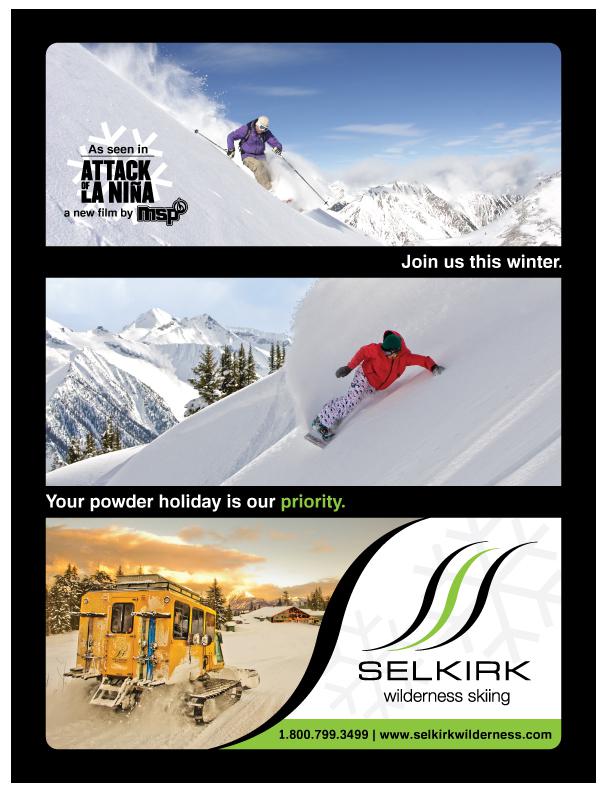 As seen in
ATTACK
OF
LA NIÑA
a new film by msp
Join us this winter.
Your powder holiday is our priority.
SELKIRK
wilderness skiing
1.800.799.3499 | www.selkirkwilderness.com